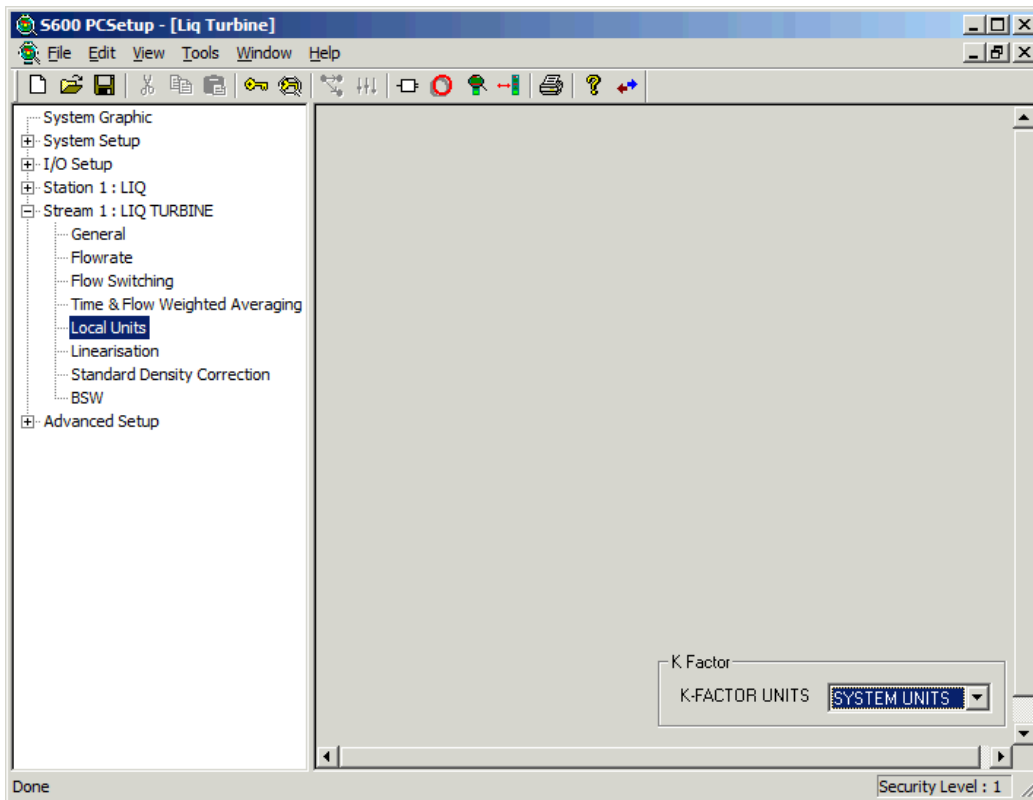 S600 PCSetup - [Liq Turbine]
File Edit View Tools Window Help
System Graphic
System Setup
I/O Setup
Station 1 : LIQ
Stream 1 : LIQ TURBINE
General
Flowrate
Flow Switching
Time & Flow Weighted Averaging
Local Units
Linearisation
Standard Density Correction
BSW
Advanced Setup
K Factor
K-FACTOR UNITS SYSTEM UNITS
Done Security Level : 1